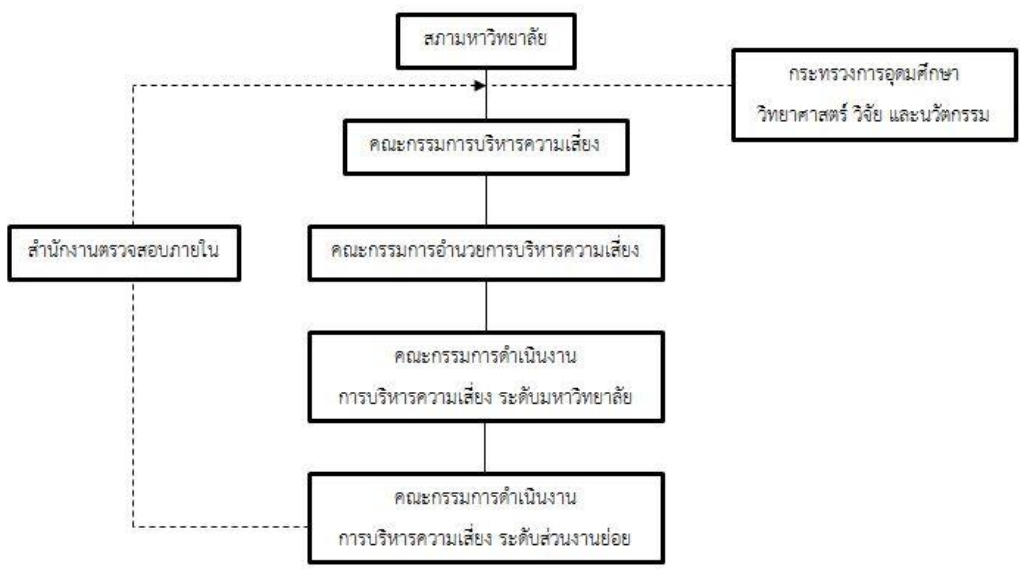 สภามหาวิทยาลัย
กระทรวงการอุดมศึกษา
วิทยาศาสตร์ วิจัย และนวัตกรรม
คณะกรรมการบริหารความเสี่ยง
สำนักงานตรวจสอบภายใน
คณะกรรมการอำนวยการบริหารความเสี่ยง
คณะกรรมการดำเนินงาน
การบริหารความเสี่ยง ระดับมหาวิทยาลัย
คณะกรรมการดำเนินงาน
การบริหารความเสี่ยง ระดับส่วนงานย่อย